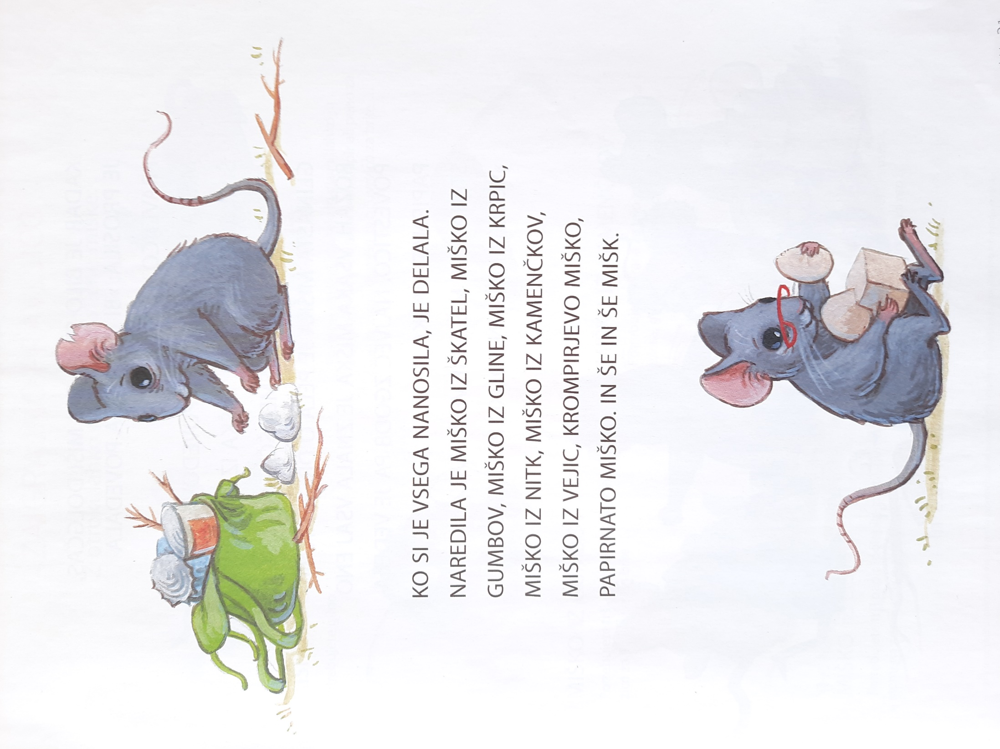 KO SI JE VSEGA NANOSILA, JE DELALA.
NAREDILA JE MIŠKO IZ ŠKATEL, MIŠKO IZ
GUMBOV, MIŠKO IZ GLINE, MIŠKO IZ KRPIC,
MIŠKO IZ NITK, MIŠKO IZ KAMENČKOV,
MIŠKO IZ VEJIC, KROMPIRJEVO MIŠKO,
PAPIRNATO MIŠKO. IN ŠE IN ŠE MIŠK.